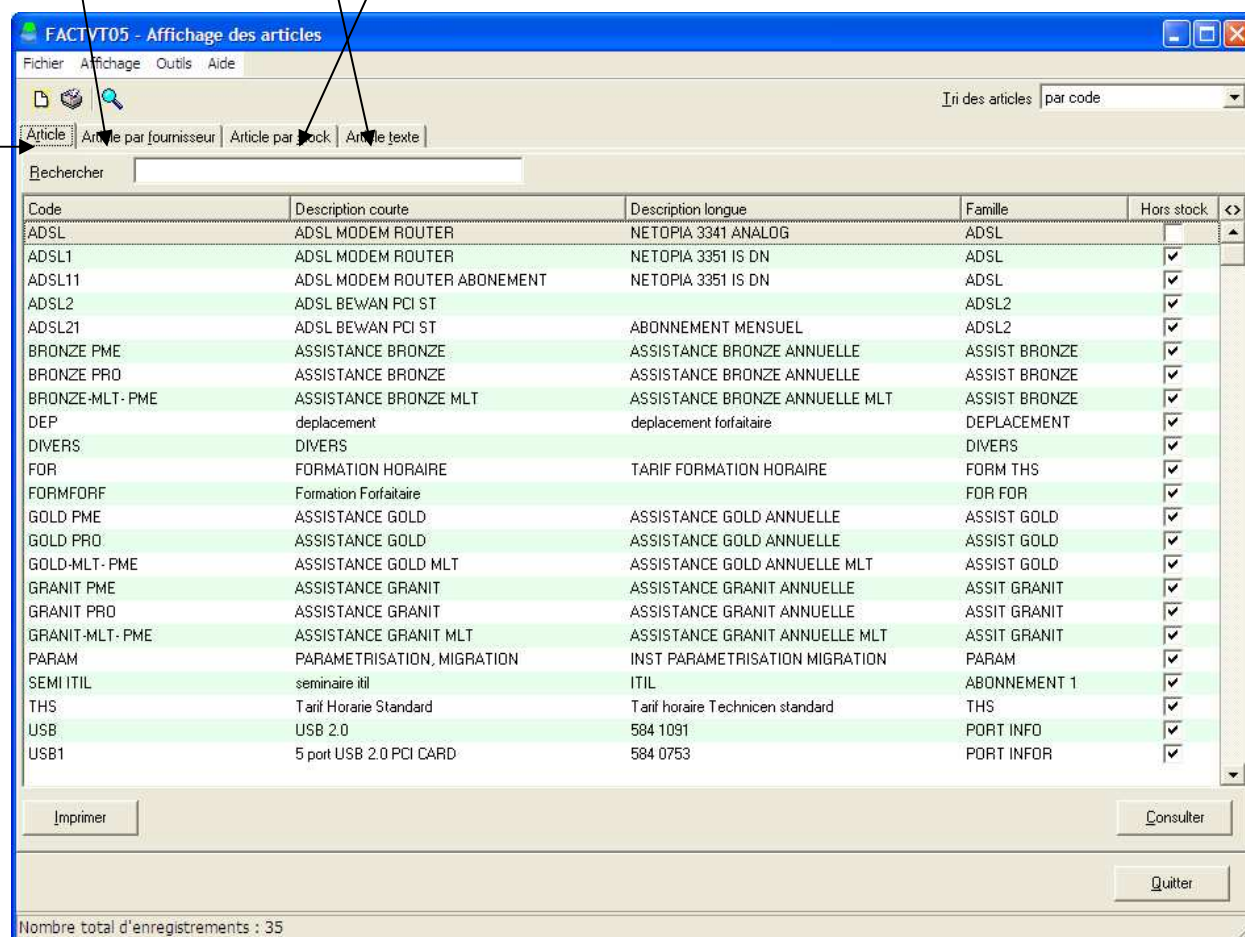 FACTVT05 - Affichage des articles
Fichier Affichage Outils Aide
Tri des articles par code
Article Article par fournisseur Article par stock Article texte
Rechercher
Code Description courte Description longue Famille Hors stock <>
ADSL ADSL MODEM ROUTER NETOPIA 3341 ANALOG ADSL
ADSL1 ADSL MODEM ROUTER NETOPIA 3351 IS DN ADSL
ADSL11 ADSL MODEM ROUTER ABONEMENT NETOPIA 3351 IS DN ADSL
ADSL2 ADSL BEWAN PCI ST ADSL2
ADSL21 ADSL BEWAN PCI ST ABONNEMENT MENSUEL ADSL2
BRONZE PME ASSISTANCE BRONZE ASSISTANCE BRONZE ANNUELLE ASSIST BRONZE
BRONZE PRO ASSISTANCE BRONZE ASSISTANCE BRONZE ANNUELLE ASSIST BRONZE
BRONZE-MLT- PME ASSISTANCE BRONZE MLT ASSISTANCE BRONZE ANNUELLE MLT ASSIST BRONZE
DEP deplacement deplacement forfaitaire DEPLACEMENT
DIVERS DIVERS DIVERS
FOR FORMATION HORAIRE TARIF FORMATION HORAIRE FORM THS
FORMFORF Formation Forfaitaire FOR FOR
GOLD PME ASSISTANCE GOLD ASSISTANCE GOLD ANNUELLE ASSIST GOLD
GOLD PRO ASSISTANCE GOLD ASSISTANCE GOLD ANNUELLE ASSIST GOLD
GOLD-MLT- PME ASSISTANCE GOLD MLT ASSISTANCE GOLD ANNUELLE MLT ASSIST GOLD
GRANIT PME ASSISTANCE GRANIT ASSISTANCE GRANIT ANNUELLE ASSIT GRANIT
GRANIT PRO ASSISTANCE GRANIT ASSISTANCE GRANIT ANNUELLE ASSIT GRANIT
GRANIT-MLT- PME ASSISTANCE GRANIT MLT ASSISTANCE GRANIT ANNUELLE MLT ASSIT GRANIT
PARAM PARAMETRISATION, MIGRATION INST PARAMETRISATION MIGRATION PARAM
SEMI ITIL seminaire itil ITIL ABONNEMENT 1
THS Tarif Horarie Standard Tarif horaire Technicen standard THS
USB USB 2.0 584 1091 PORT INFO
USB1 5 port USB 2.0 PCI CARD 584 0753 PORT INFOR
Imprimer Consulter
Quitter
Nombre total d'enregistrements : 35